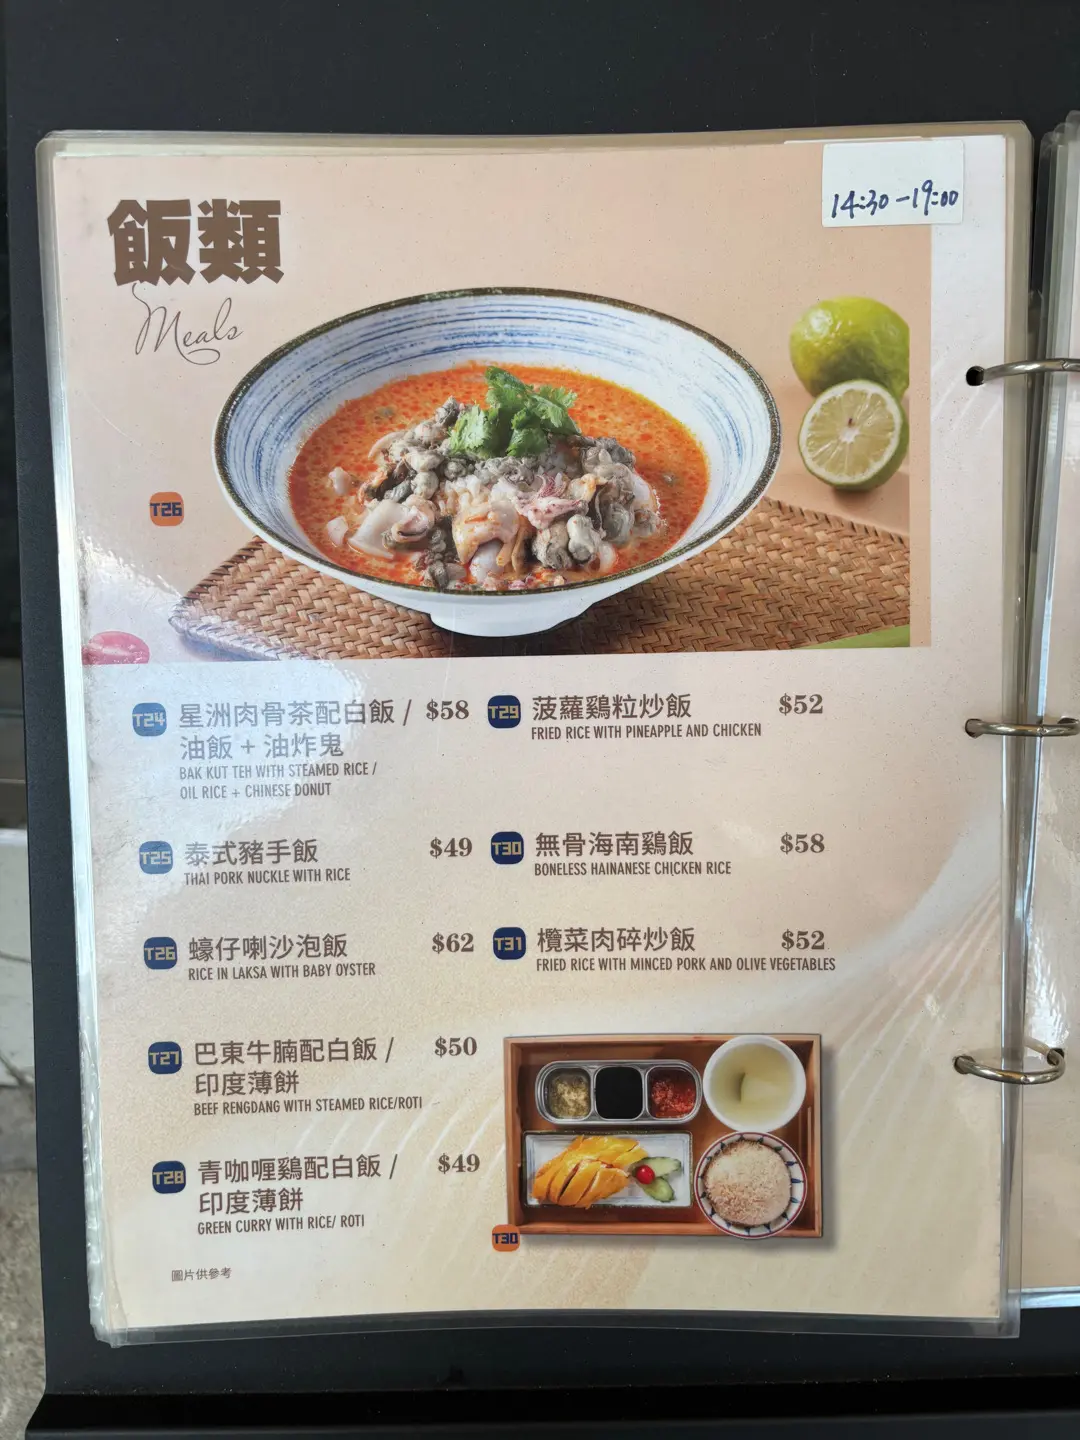 14:30-19:00
飯類
Meals
T26
T24 星洲肉骨茶配白飯 / $58
油飯 + 油炸鬼
BAK KUT TEH WITH STEAMED RICE /
OIL RICE + CHINESE DONUT
T25 泰式豬手飯 $49
THAI PORK NUCKLE WITH RICE
T26 蠔仔喇沙泡飯 $62
RICE IN LAKSA WITH BABY OYSTER
T27 巴東牛腩配白飯 / $50
印度薄餅
BEEF RENGDANG WITH STEAMED RICE/ROTI
T28 青咖喱鷄配白飯 / $49
印度薄餅
GREEN CURRY WITH RICE/ ROTI
T29 菠蘿鷄粒炒飯 $52
FRIED RICE WITH PINEAPPLE AND CHICKEN
T30 無骨海南鷄飯 $58
BONELESS HAINANESE CHICKEN RICE
T31 欖菜肉碎炒飯 $52
FRIED RICE WITH MINCED PORK AND OLIVE VEGETABLES
T30
圖片供參考